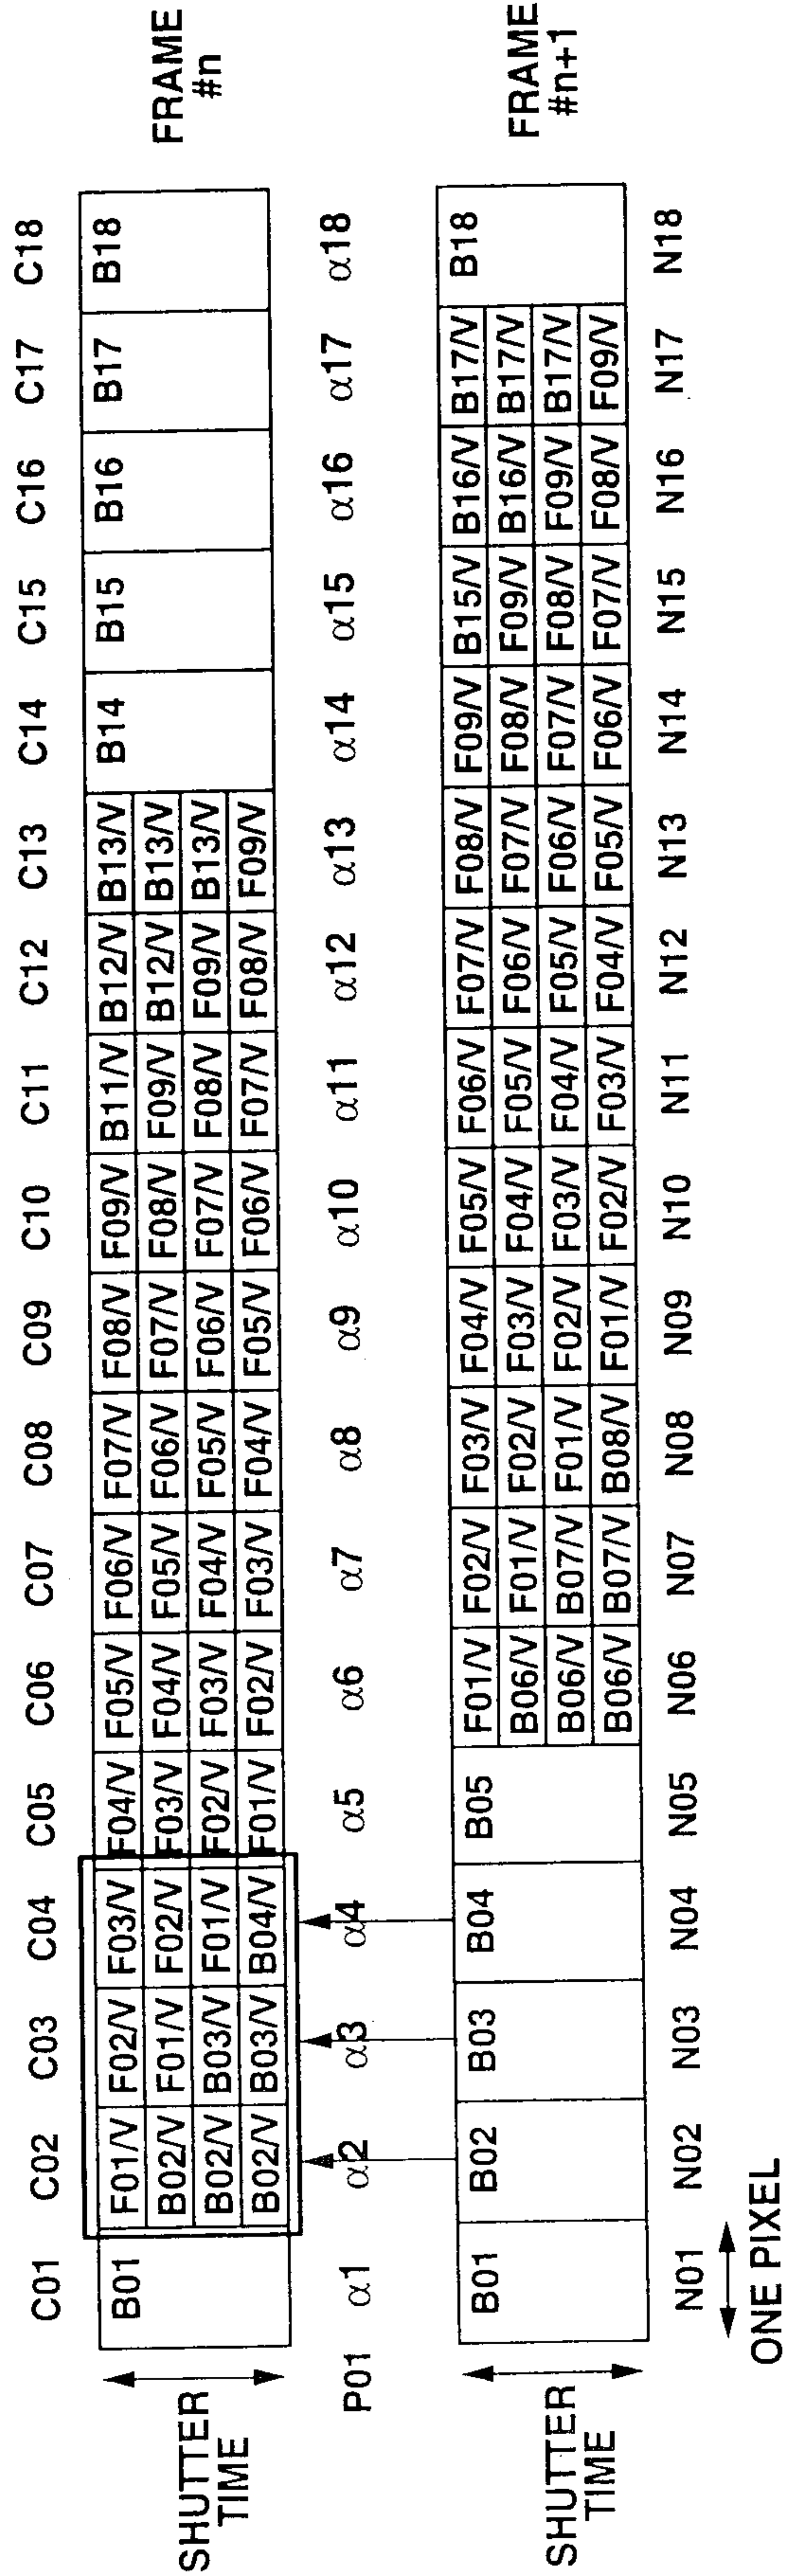 C01 C02 C03 C04 C05 C06 C07 C08 C09 C10 C11 C12 C13 C14 C15 C16 C17 C18
B01 F01/V F02/V F03/V F04/V F05/V F06/V F07/V F08/V F09/V B11/V B12/V B13/V B14 B15 B16 B17 B18
B02/V F01/V F02/V F03/V F04/V F05/V F06/V F07/V F08/V F09/V B12/V B13/V
B02/V B03/V F01/V F02/V F03/V F04/V F05/V F06/V F07/V F08/V F09/V B13/V
B02/V B03/V B04/V F01/V F02/V F03/V F04/V F05/V F06/V F07/V F08/V F09/V
SHUTTER
TIME
FRAME
#n
P01 α1 α2 α3 α4 α5 α6 α7 α8 α9 α10 α11 α12 α13 α14 α15 α16 α17 α18
B01 B02 B03 B04 B05 F01/V F02/V F03/V F04/V F05/V F06/V F07/V F08/V F09/V B15/V B16/V B17/V B18
B06/V F01/V F02/V F03/V F04/V F05/V F06/V F07/V F08/V F09/V B16/V B17/V
B06/V B07/V F01/V F02/V F03/V F04/V F05/V F06/V F07/V F08/V F09/V B17/V
B06/V B07/V B08/V F01/V F02/V F03/V F04/V F05/V F06/V F07/V F08/V F09/V
SHUTTER
TIME
FRAME
#n+1
N01 N02 N03 N04 N05 N06 N07 N08 N09 N10 N11 N12 N13 N14 N15 N16 N17 N18
ONE PIXEL